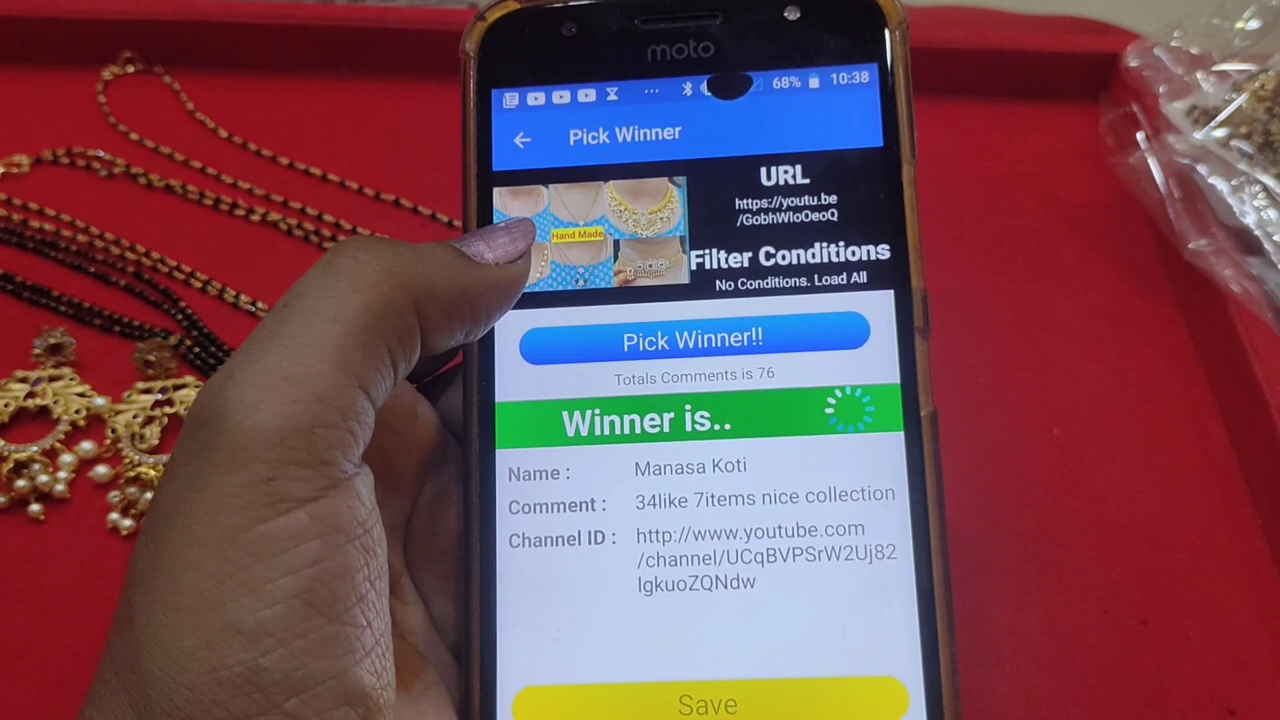 moto
68% 10:38
Pick Winner
Hand Made
URL
https://youtu.be
/GobhWIoOeoQ
Filter Conditions
No Conditions. Load All
Pick Winner!!
Totals Comments is 76
Winner is..
Name : Manasa Koti
Comment : 34like 7items nice collection
Channel ID : http://www.youtube.com
/channel/UCqBVPSrW2Uj82
IgkuoZQNdw
Save